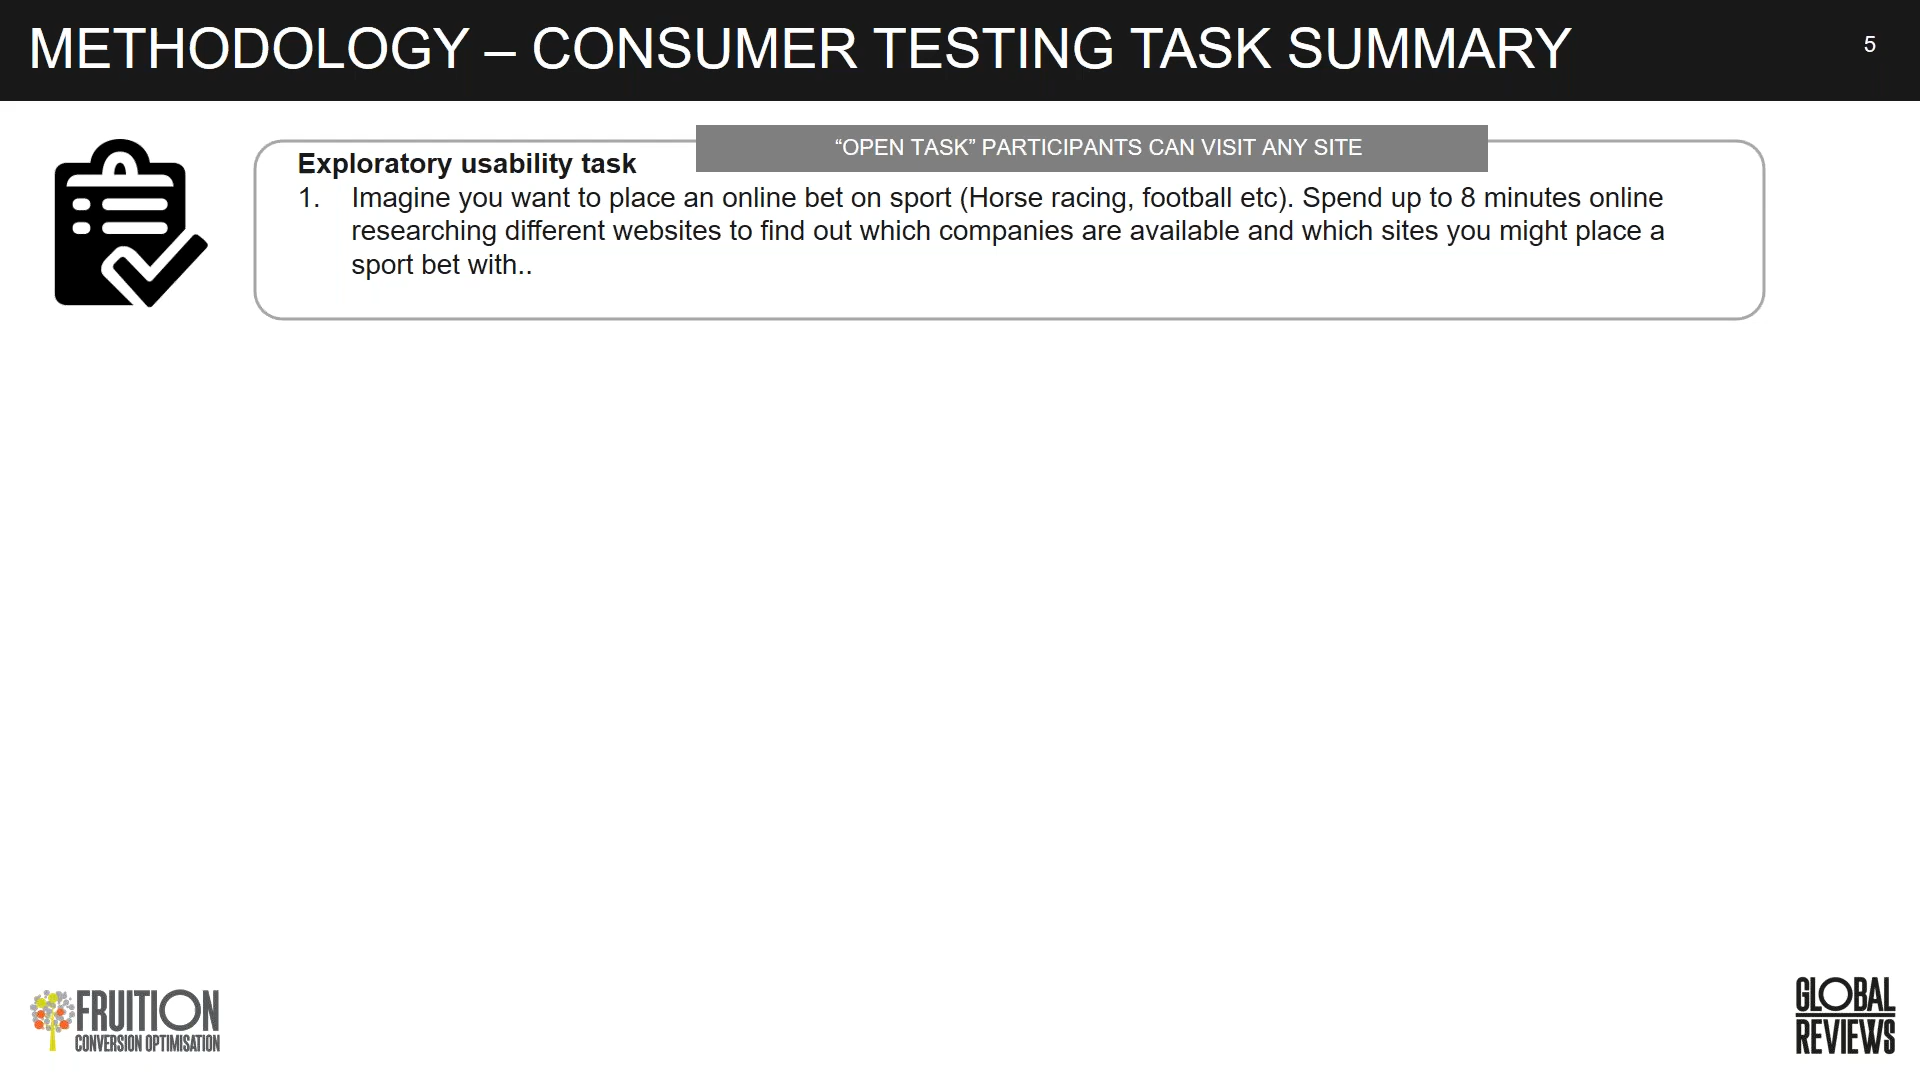 METHODOLOGY – CONSUMER TESTING TASK SUMMARY
5
“OPEN TASK” PARTICIPANTS CAN VISIT ANY SITE
Exploratory usability task
1. Imagine you want to place an online bet on sport (Horse racing, football etc). Spend up to 8 minutes online
researching different websites to find out which companies are available and which sites you might place a
sport bet with..
FRUITION
CONVERSION OPTIMISATION
GLOBAL
REVIEWS